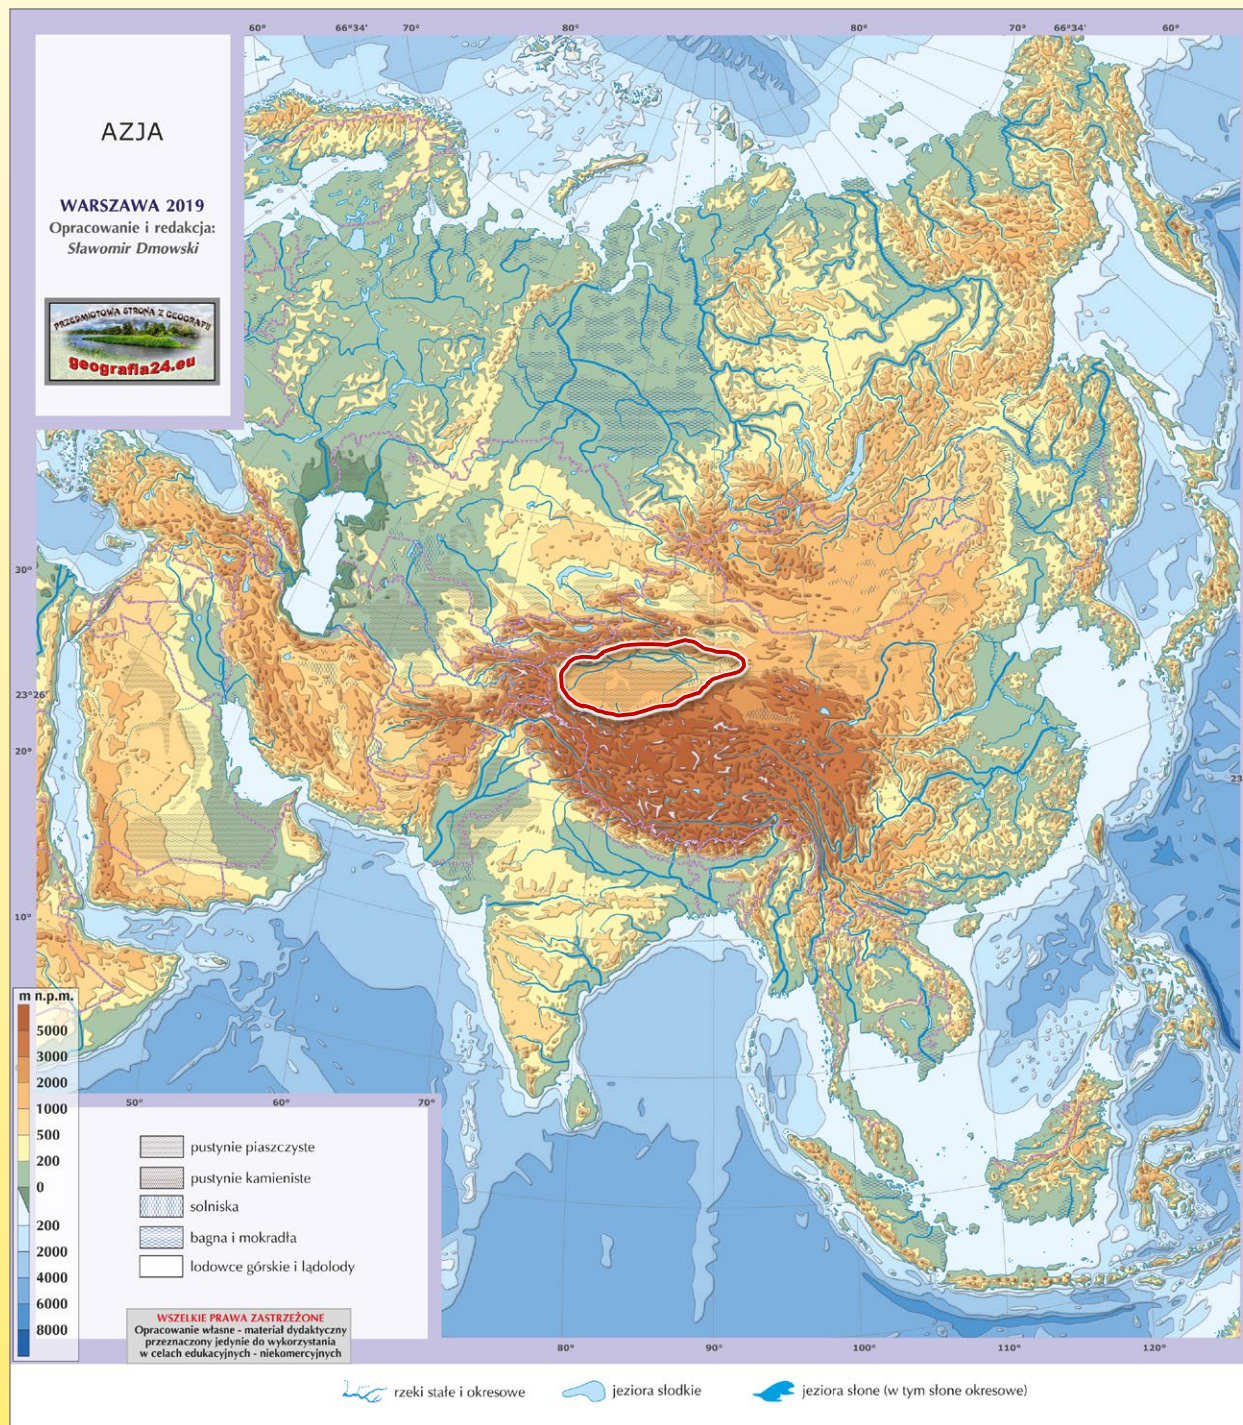 60° 66°34' 70° 80° 80° 70° 66°34' 60°
AZJA
WARSZAWA 2019
Opracowanie i redakcja:
Sławomir Dmowski
PRZEDMIOTOWA STRONA Z GEOGRAFII
geografia24.eu
30°
23°26'
20°
23
10°
m n.p.m.
5000
3000
2000
1000
500
200
0
200
2000
4000
6000
8000
50° 60° 70°
pustynie piaszczyste
pustynie kamieniste
solniska
bagna i mokradła
lodowce górskie i lądolody
WSZELKIE PRAWA ZASTRZEŻONE
Opracowanie własne - materiał dydaktyczny
przeznaczony jedynie do wykorzystania
w celach edukacyjnych - niekomercyjnych
80° 90° 100° 110° 120°
rzeki stałe i okresowe jeziora słodkie jeziora słone (w tym słone okresowe)